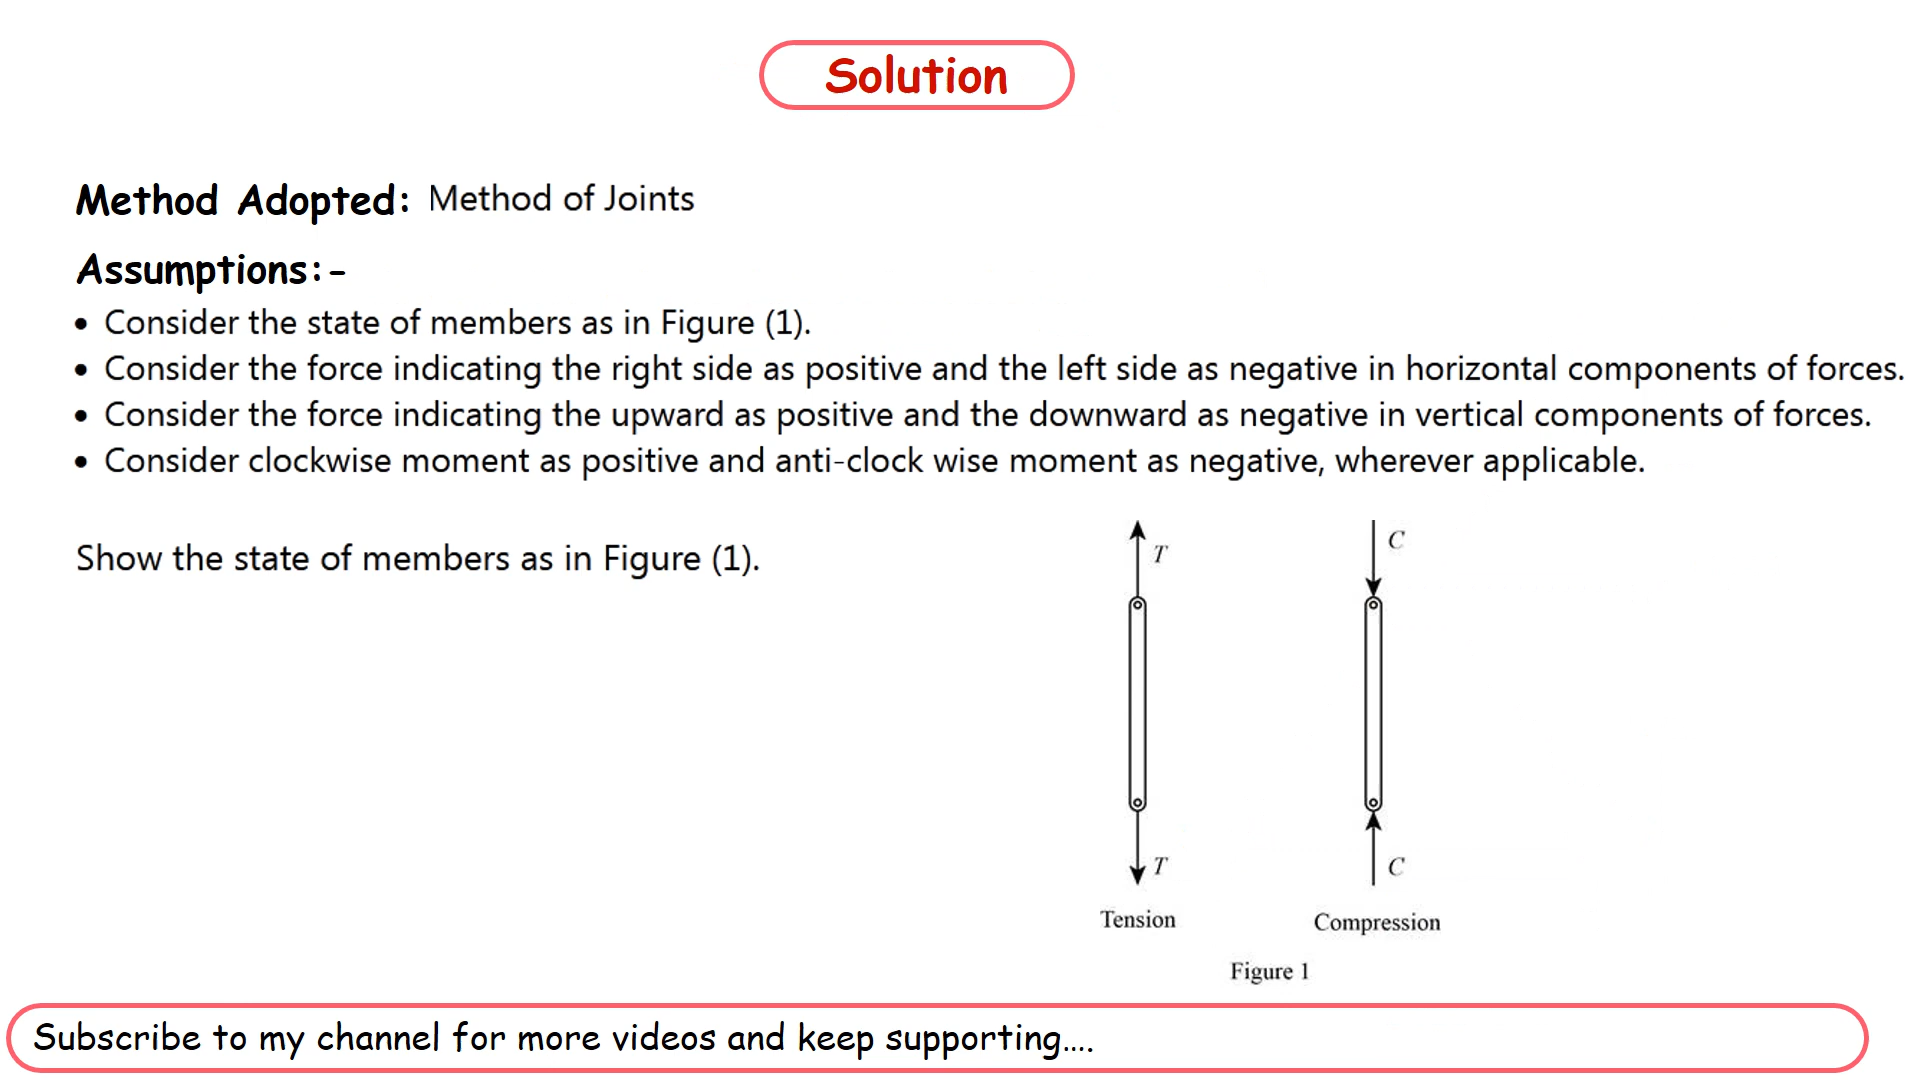 Solution
Method Adopted: Method of Joints
Assumptions:-
• Consider the state of members as in Figure (1).
• Consider the force indicating the right side as positive and the left side as negative in horizontal components of forces.
• Consider the force indicating the upward as positive and the downward as negative in vertical components of forces.
• Consider clockwise moment as positive and anti-clock wise moment as negative, wherever applicable.
Show the state of members as in Figure (1).
T
C
T
C
Tension
Compression
Figure 1
Subscribe to my channel for more videos and keep supporting....